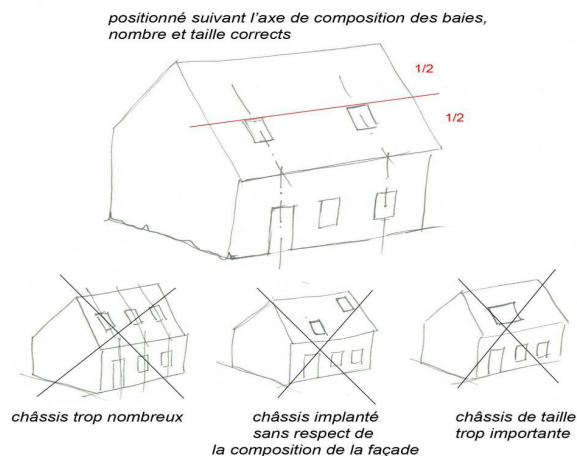 positionné suivant l'axe de composition des baies,
nombre et taille corrects
1/2
1/2
châssis trop nombreux
châssis implanté
sans respect de
la composition de la façade
châssis de taille
trop importante